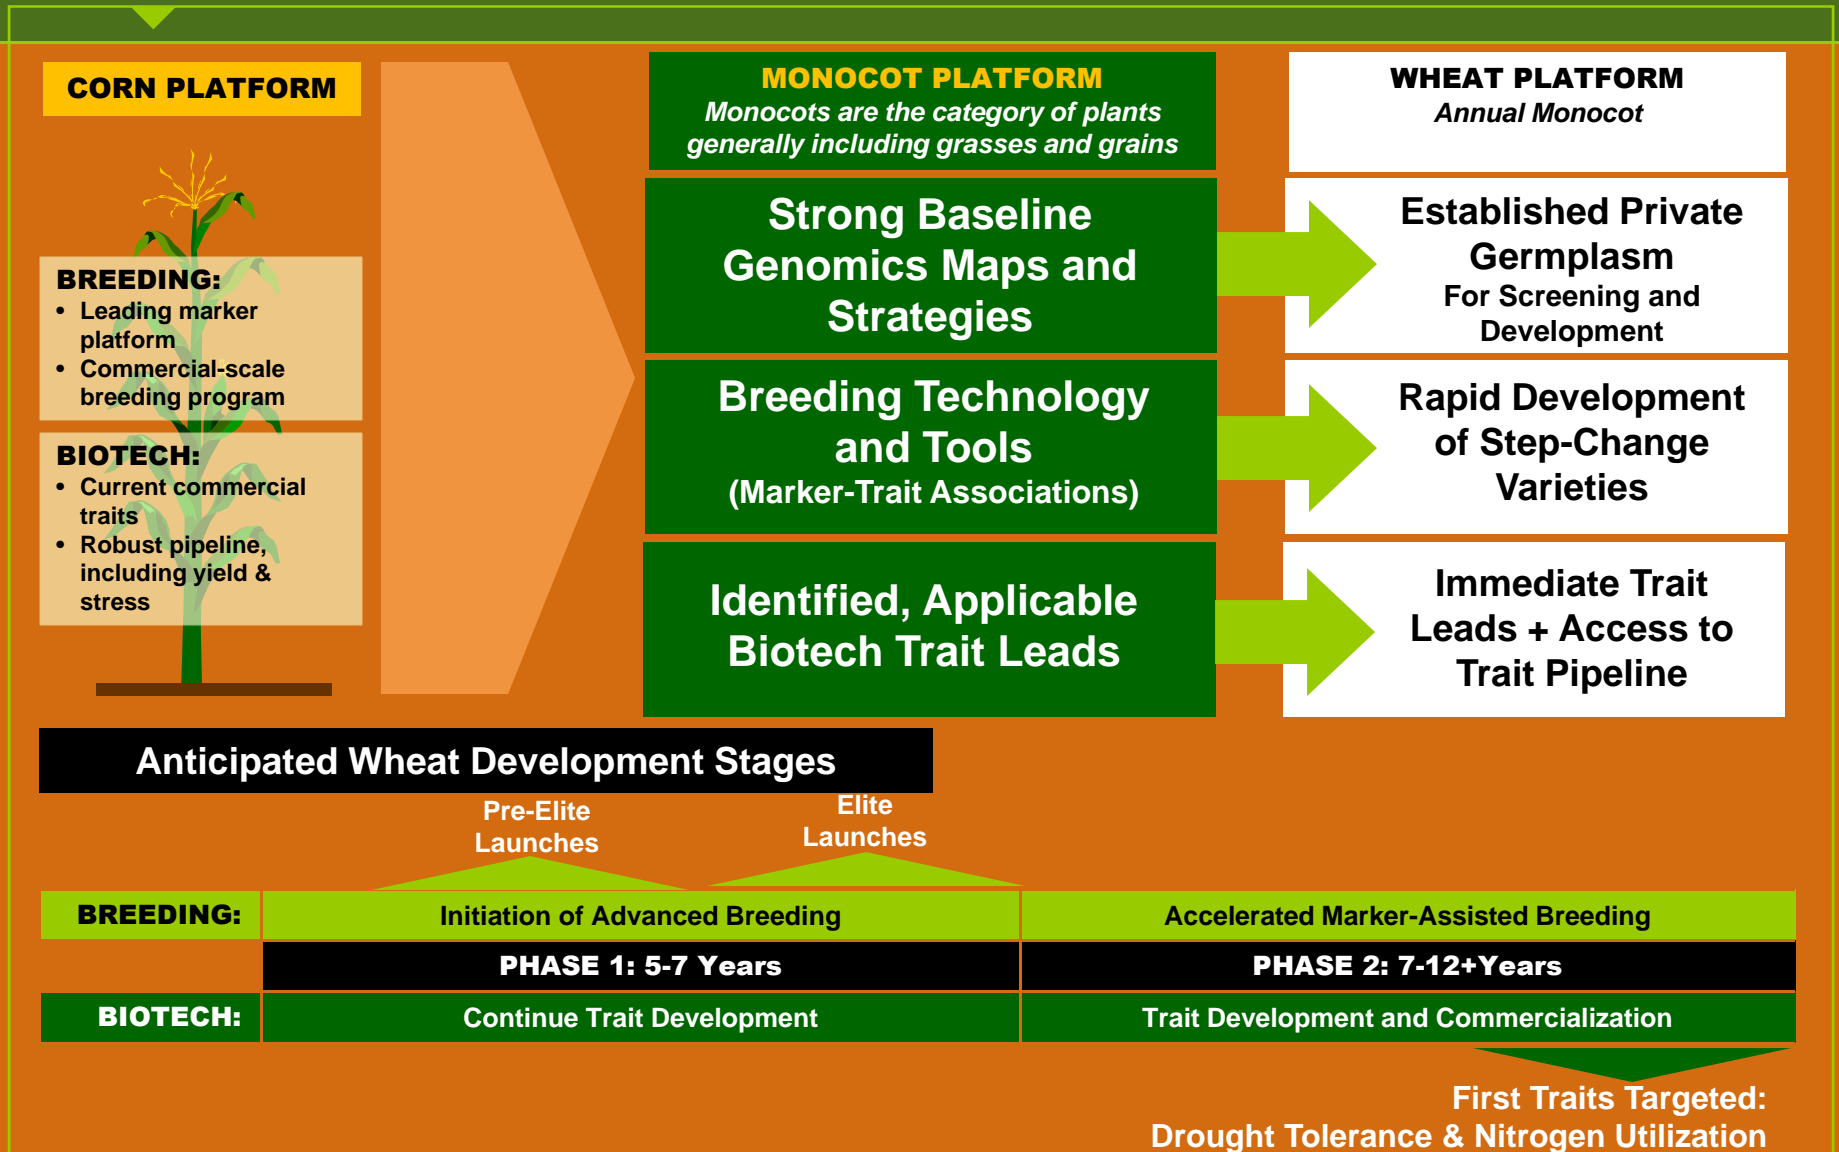 CORN PLATFORM
BREEDING:
• Leading marker
platform
• Commercial-scale
breeding program
BIOTECH:
• Current commercial
traits
• Robust pipeline,
including yield &
stress
MONOCOT PLATFORM
Monocots are the category of plants
generally including grasses and grains
Strong Baseline
Genomics Maps and
Strategies
Breeding Technology
and Tools
(Marker-Trait Associations)
Identified, Applicable
Biotech Trait Leads
WHEAT PLATFORM
Annual Monocot
Established Private
Germplasm
For Screening and
Development
Rapid Development
of Step-Change
Varieties
Immediate Trait
Leads + Access to
Trait Pipeline
Anticipated Wheat Development Stages
Pre-Elite
Launches
Elite
Launches
BREEDING:
Initiation of Advanced Breeding
Accelerated Marker-Assisted Breeding
PHASE 1: 5-7 Years
PHASE 2: 7-12+Years
BIOTECH:
Continue Trait Development
Trait Development and Commercialization
First Traits Targeted:
Drought Tolerance & Nitrogen Utilization